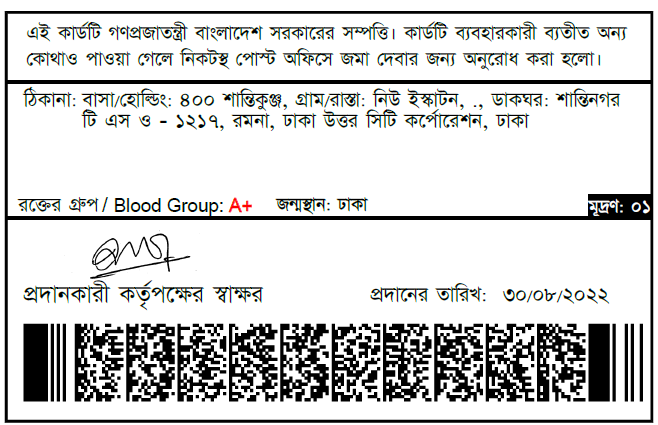 এই কার্ডটি গণপ্রজাতন্ত্রী বাংলাদেশ সরকারের সম্পত্তি। কার্ডটি ব্যবহারকারী ব্যতীত অন্য
কোথাও পাওয়া গেলে নিকটস্থ পোস্ট অফিসে জমা দেবার জন্য অনুরোধ করা হলো।
ঠিকানা: বাসা/হোল্ডিং: ৪০০ শান্তিকুঞ্জ, গ্রাম/রাস্তা: নিউ ইস্কাটন, ., ডাকঘর: শান্তিনগর
টি এস ও - ১২১৭, রমনা, ঢাকা উত্তর সিটি কর্পোরেশন, ঢাকা
রক্তের গ্রুপ / Blood Group: A+ জন্মস্থান: ঢাকা মূদ্রণ: ০১
প্রদানকারী কর্তৃপক্ষের স্বাক্ষর প্রদানের তারিখ: ৩০/০৮/২০২২